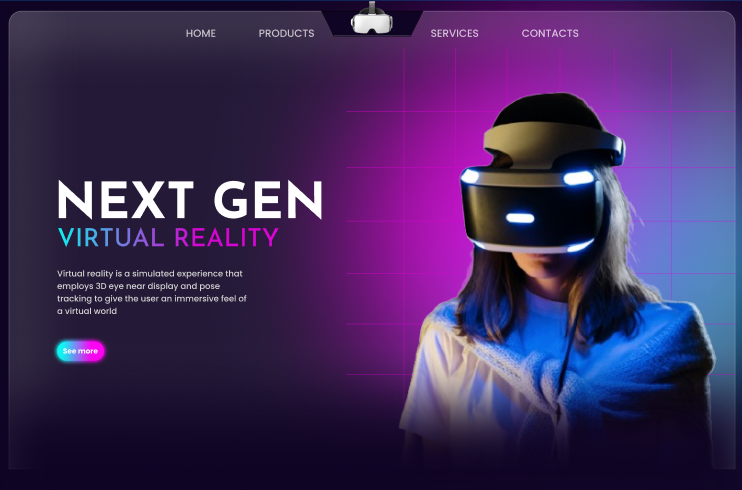 HOME PRODUCTS SERVICES CONTACTS
NEXT GEN
VIRTUAL REALITY
Virtual reality is a simulated experience that
employs 3D eye near display and pose
tracking to give the user an immersive feel of
a virtual world
See more